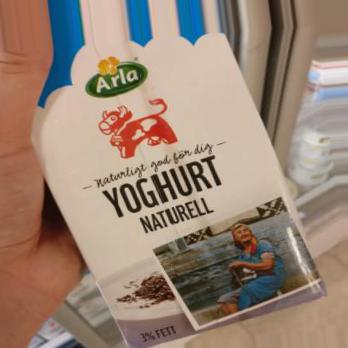 Arla
Naturligt god för dig
YOGHURT
NATURELL
3% FETT